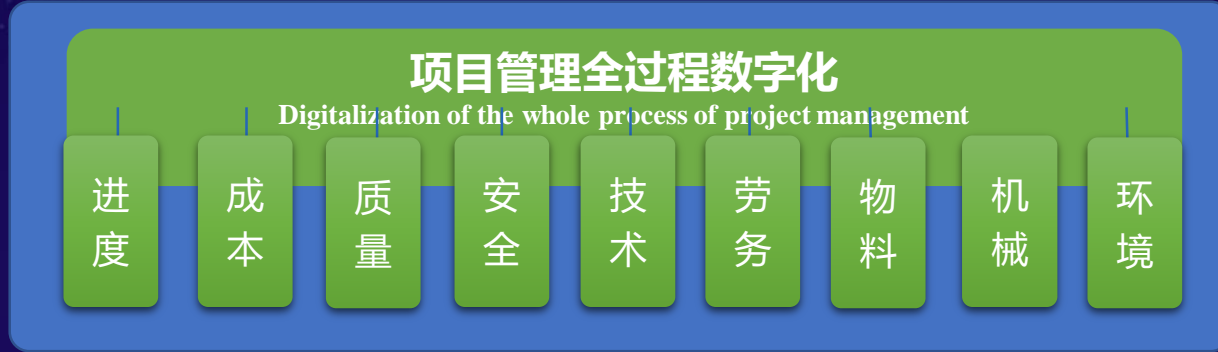 项目管理全过程数字化
Digitalization of the whole process of project management
进度
成本
质量
安全
技术
劳务
物料
机械
环境